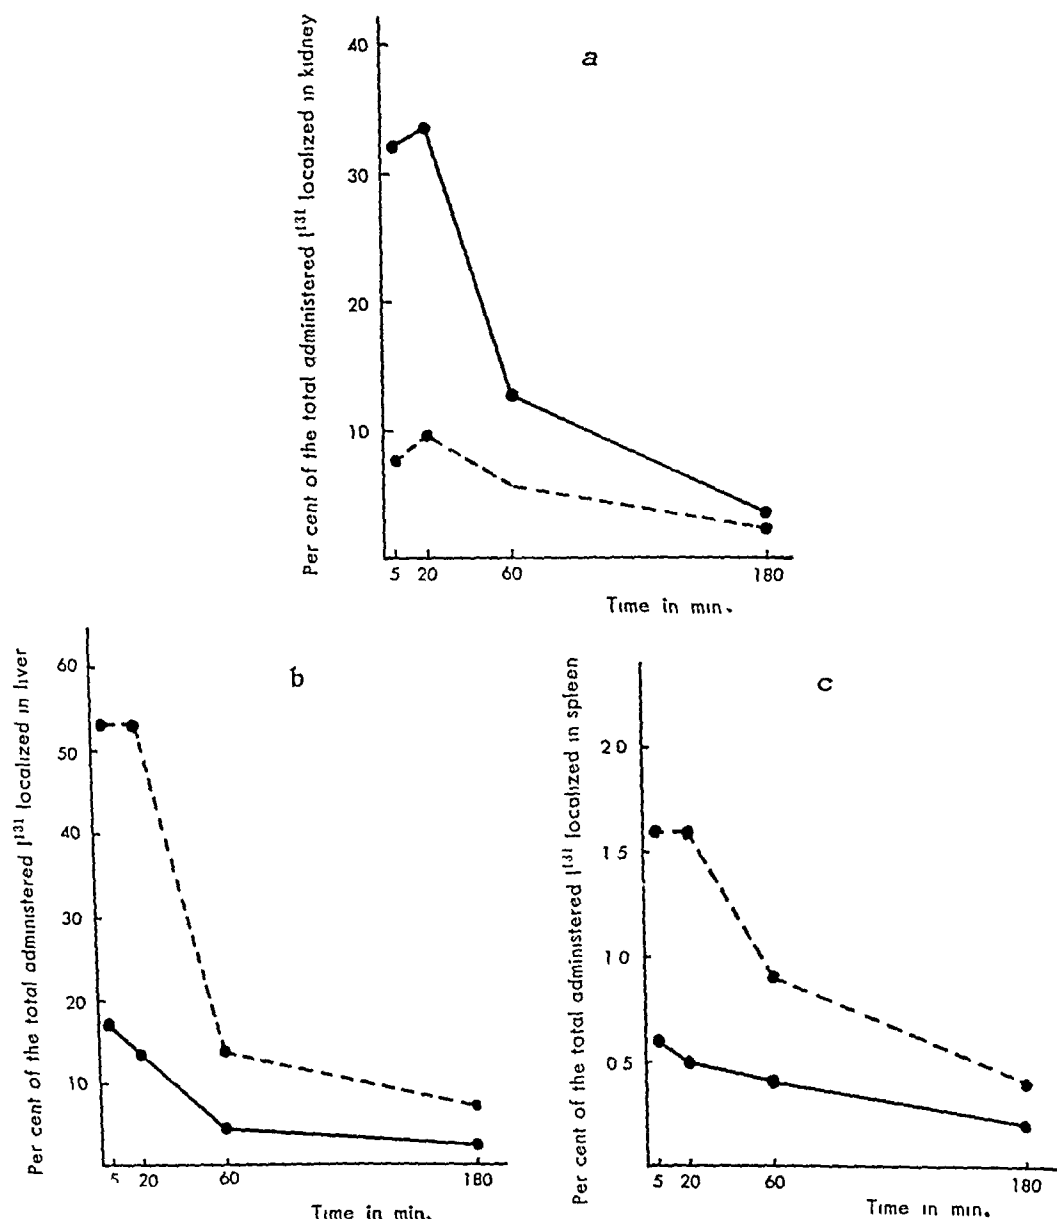 a
Per cent of the total administered I¹³¹ localized in kidney
40
30
20
10
5 20 60 180
Time in min.
b
Per cent of the total administered I¹³¹ localized in liver
60
50
40
30
20
10
5 20 60 180
Time in min.
c
Per cent of the total administered I¹³¹ localized in spleen
2 0
1 5
1 0
0 5
5 20 60 180
Time in min.